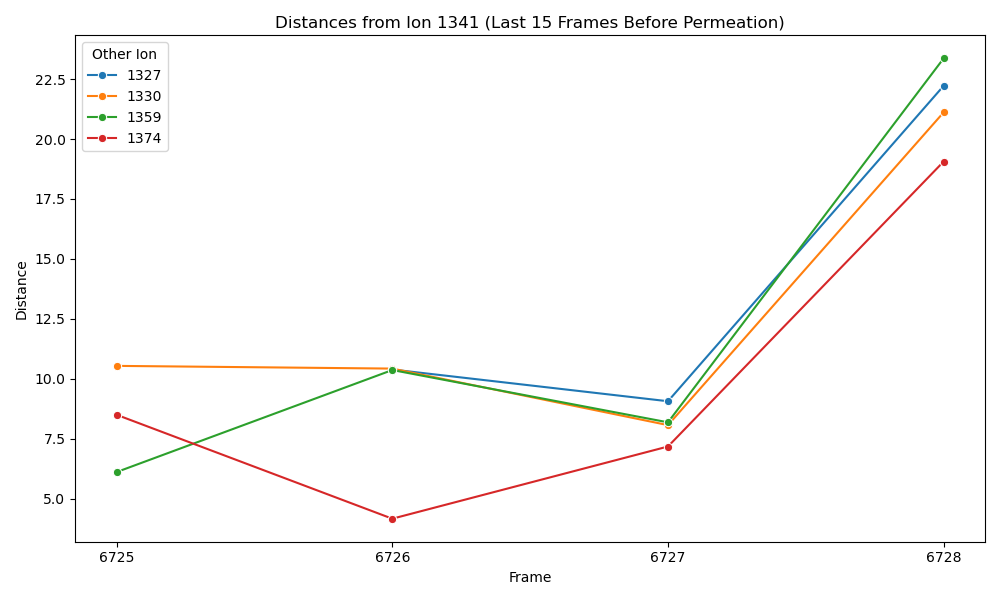 Distances from Ion 1341 (Last 15 Frames Before Permeation)
Other Ion
1327
1330
1359
1374
22.5
20.0
17.5
15.0
12.5
10.0
7.5
5.0
Distance
6725 6726 6727 6728
Frame